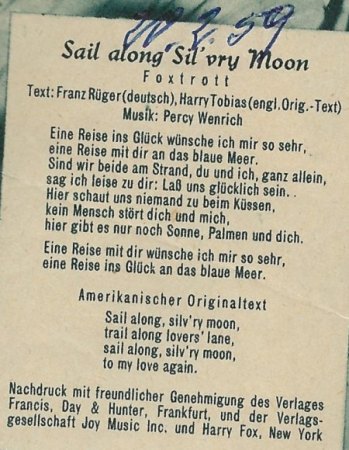 2.59
Sail along Sil'vry Moon
Foxtrott
Text: Franz Rüger (deutsch), Harry Tobias (engl. Orig.-Text)
Musik: Percy Wenrich
Eine Reise ins Glück wünsche ich mir so sehr,
eine Reise mit dir an das blaue Meer.
Sind wir beide am Strand, du und ich, ganz allein,
sag ich leise zu dir: Laß uns glücklich sein. .
Hier schaut uns niemand zu beim Küssen,
kein Mensch stört dich und mich,
hier gibt es nur noch Sonne, Palmen und dich.
Eine Reise mit dir wünsche ich mir so sehr,
eine Reise ins Glück an das blaue Meer.
Amerikanischer Originaltext
Sail along, silv'ry moon,
trail along lovers' lane,
sail along, silv'ry moon,
to my love again.
Nachdruck mit freundlicher Genehmigung des Verlages
Francis, Day & Hunter, Frankfurt, und der Verlags-
gesellschaft Joy Music Inc. und Harry Fox, New York